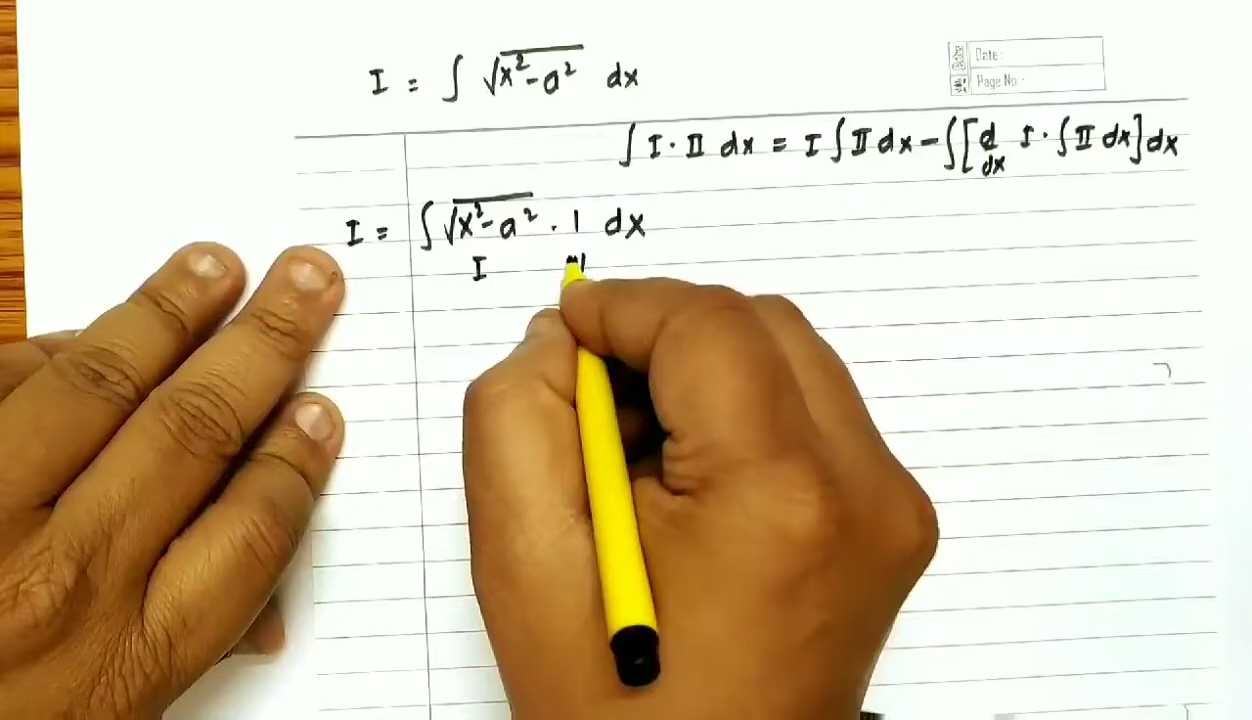 I = ∫ √x²-a² dx
Date:
Page No:
∫ I · II dx = I ∫ II dx - ∫ [d/dx I · ∫ II dx] dx
I = ∫ √x²-a² · 1 dx
I